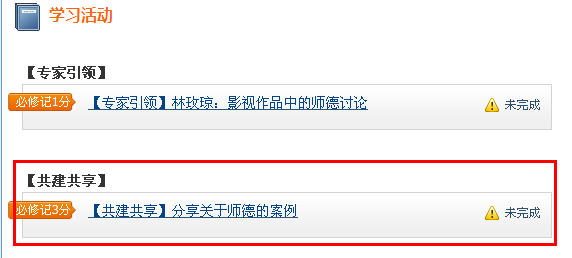 学习活动
【专家引领】
必修记1分 【专家引领】林玫琼：影视作品中的师德讨论 未完成
【共建共享】
必修记3分 【共建共享】分享关于师德的案例 未完成